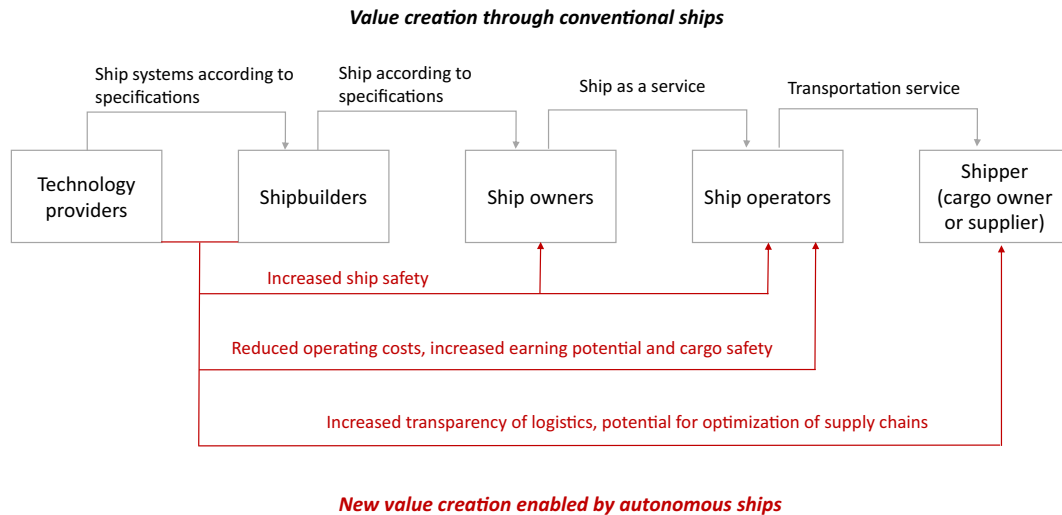 Value creation through conventional ships
Ship systems according to
specifications
Ship according to
specifications
Ship as a service
Transportation service
Technology
providers
Shipbuilders
Ship owners
Ship operators
Shipper
(cargo owner
or supplier)
Increased ship safety
Reduced operating costs, increased earning potential and cargo safety
Increased transparency of logistics, potential for optimization of supply chains
New value creation enabled by autonomous ships